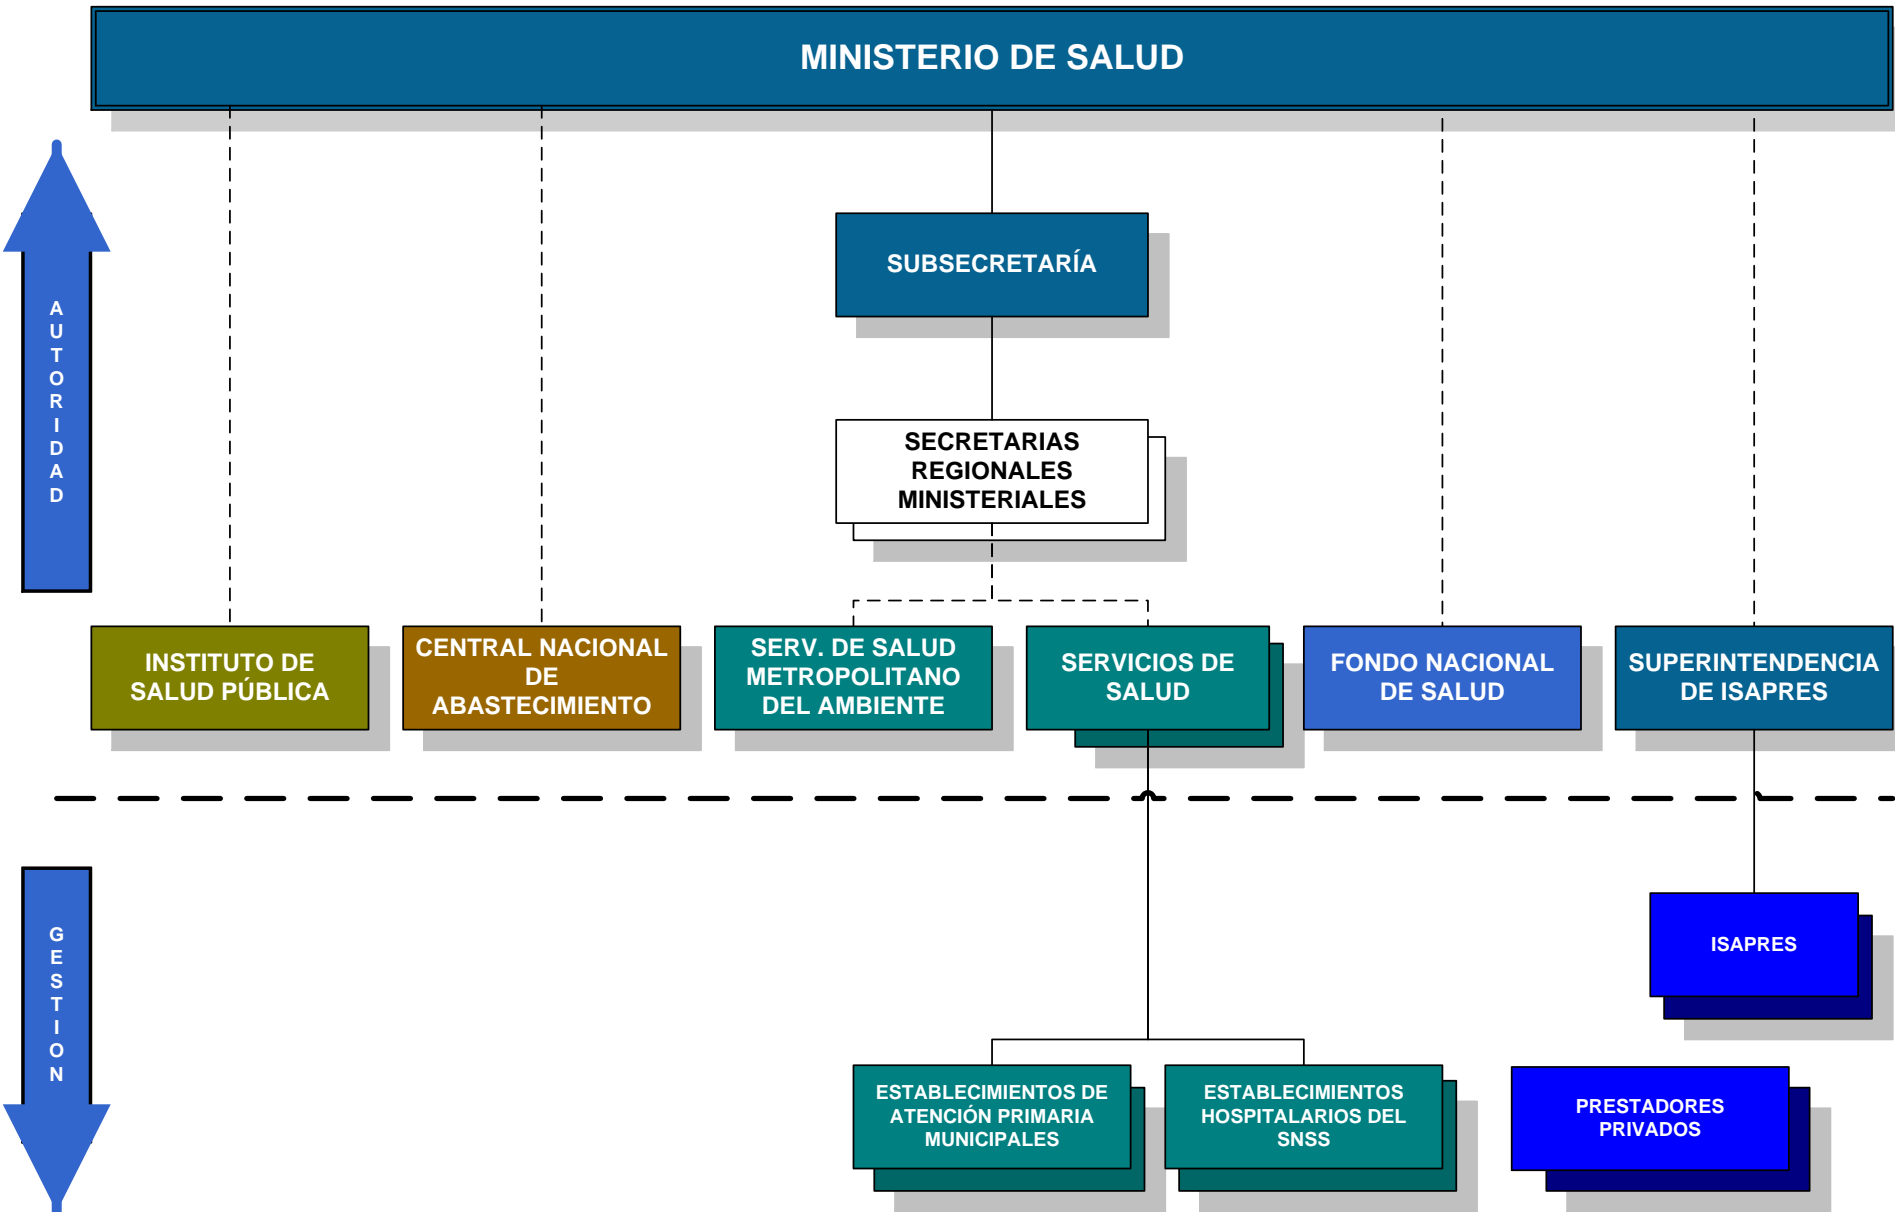 MINISTERIO DE SALUD
SUBSECRETARÍA
A
U
T
O
R
I
D
A
D
SECRETARIAS
REGIONALES
MINISTERIALES
INSTITUTO DE
SALUD PÚBLICA
CENTRAL NACIONAL
DE
ABASTECIMIENTO
SERV. DE SALUD
METROPOLITANO
DEL AMBIENTE
SERVICIOS DE
SALUD
FONDO NACIONAL
DE SALUD
SUPERINTENDENCIA
DE ISAPRES
G
E
S
T
I
O
N
ISAPRES
ESTABLECIMIENTOS DE
ATENCIÓN PRIMARIA
MUNICIPALES
ESTABLECIMIENTOS
HOSPITALARIOS DEL
SNSS
PRESTADORES
PRIVADOS